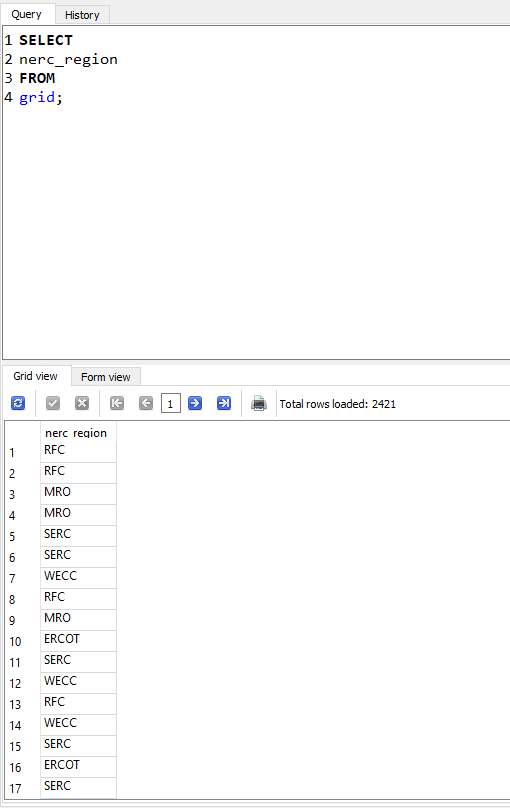 Query History
1 SELECT
2 nerc_region
3 FROM
4 grid;
Grid view Form view
1 Total rows loaded: 2421
nerc_region
1 RFC
2 RFC
3 MRO
4 MRO
5 SERC
6 SERC
7 WECC
8 RFC
9 MRO
10 ERCOT
11 SERC
12 WECC
13 RFC
14 WECC
15 SERC
16 ERCOT
17 SERC